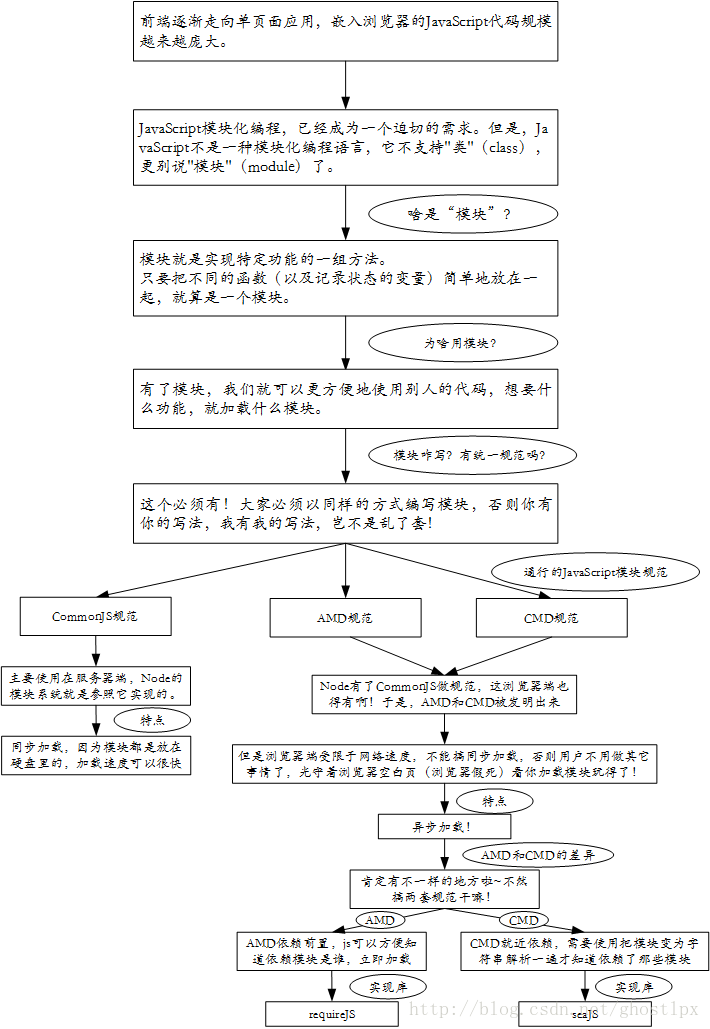 前端逐渐走向单页面应用，嵌入浏览器的JavaScript代码规模
越来越庞大。
JavaScript模块化编程，已经成为一个迫切的需求。但是，Ja
vaScript不是一种模块化编程语言，它不支持"类"（class），
更别说"模块"（module）了。
啥是“模块”？
模块就是实现特定功能的一组方法。
只要把不同的函数（以及记录状态的变量）简单地放在一
起，就算是一个模块。
为啥用模块？
有了模块，我们就可以更方便地使用别人的代码，想要什
么功能，就加载什么模块。
模块咋写？有统一规范吗？
这个必须有！大家必须以同样的方式编写模块，否则你有
你的写法，我有我的写法，岂不是乱了套！
通行的JavaScript模块规范
CommonJS规范
AMD规范
CMD规范
主要使用在服务器端，Node的
模块系统就是参照它实现的。
特点
同步加载，因为模块都是放在
硬盘里的，加载速度可以很快
Node有了CommonJS做规范，这浏览器端也
得有啊！于是，AMD和CMD被发明出来
但是浏览器端受限于网络速度，不能搞同步加载，否则用户不用做其它
事情了，光守着浏览器空白页（浏览器假死）看你加载模块玩得了！
特点
异步加载！
AMD和CMD的差异
肯定有不一样的地方啦~不然
搞两套规范干嘛！
AMD
CMD
AMD依赖前置，js可以方便知
道依赖模块是谁，立即加载
CMD就近依赖，需要使用把模块变为字
符串解析一遍才知道依赖了那些模块
实现库
实现库
requireJS
seaJS
http://blog.csdn.net/ghostlpx